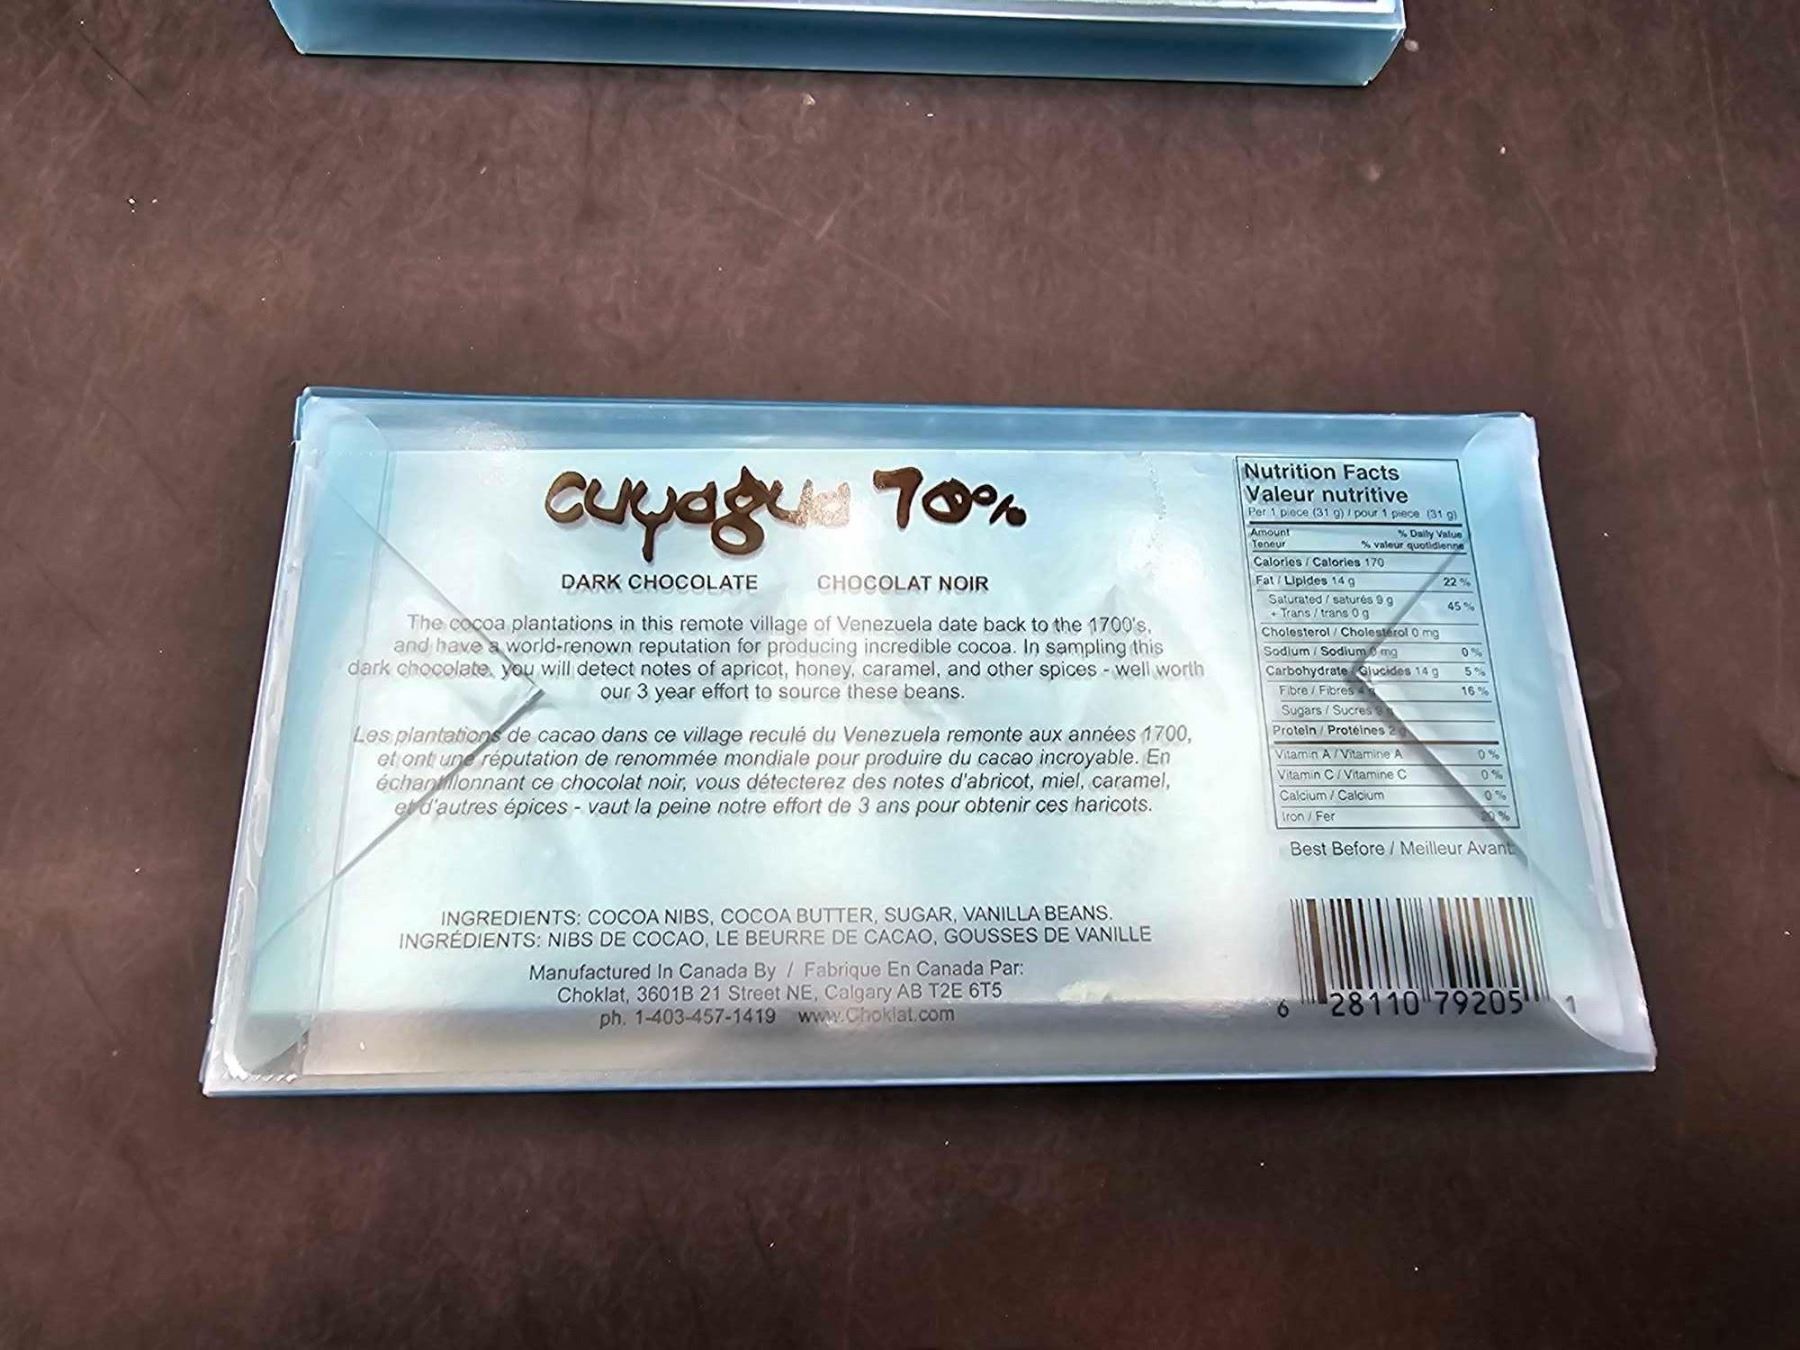 cuyagua 70%
DARK CHOCOLATE CHOCOLAT NOIR
The cocoa plantations in this remote village of Venezuela date back to the 1700's,
and have a world-renown reputation for producing incredible cocoa. In sampling this
dark chocolate, you will detect notes of apricot, honey, caramel, and other spices - well worth
our 3 year effort to source these beans.
Les plantations de cacao dans ce village reculé du Venezuela remonte aux années 1700,
et ont une réputation de renommée mondiale pour produire du cacao incroyable. En
échantillonnant ce chocolat noir, vous détecterez des notes d'abricot, miel, caramel,
et d'autres épices - vaut la peine notre effort de 3 ans pour obtenir ces haricots.
INGREDIENTS: COCOA NIBS, COCOA BUTTER, SUGAR, VANILLA BEANS.
INGRÉDIENTS: NIBS DE COCAO, LE BEURRE DE CACAO, GOUSSES DE VANILLE
Manufactured In Canada By / Fabrique En Canada Par:
Choklat, 3601B 21 Street NE, Calgary AB T2E 6T5
ph. 1-403-457-1419 www.Choklat.com
Nutrition Facts
Valeur nutritive
Per 1 piece (31 g) / pour 1 piece (31 g)
Amount % Daily Value
Teneur % valeur quotidienne
Calories / Calories 170
Fat / Lipides 14 g 22 %
Saturated / saturés 9 g
+ Trans / trans 0 g 45 %
Cholesterol / Cholesterol 0 mg
Sodium / Sodium 0 mg 0 %
Carbohydrate / Glucides 14 g 5 %
Fibre / Fibres 4 g 16 %
Sugars / Sucres 9 g
Protein / Protéines 2 g
Vitamin A / Vitamine A 0 %
Vitamin C / Vitamine C 0 %
Calcium / Calcium 0 %
Iron / Fer 20 %
Best Before / Meilleur Avant:
6 28110 79205 1